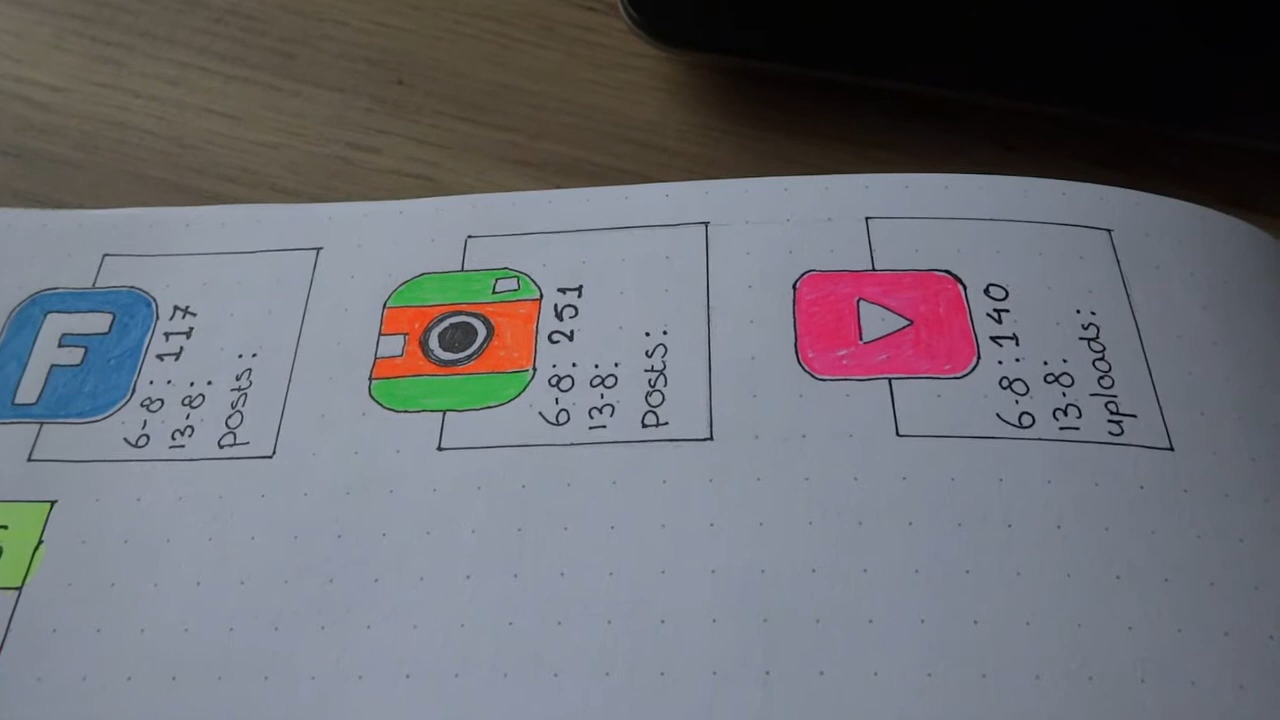 F
6-8: 117
13-8:
posts:
6-8: 251
13-8:
posts:
6-8: 140
13-8:
uploads: